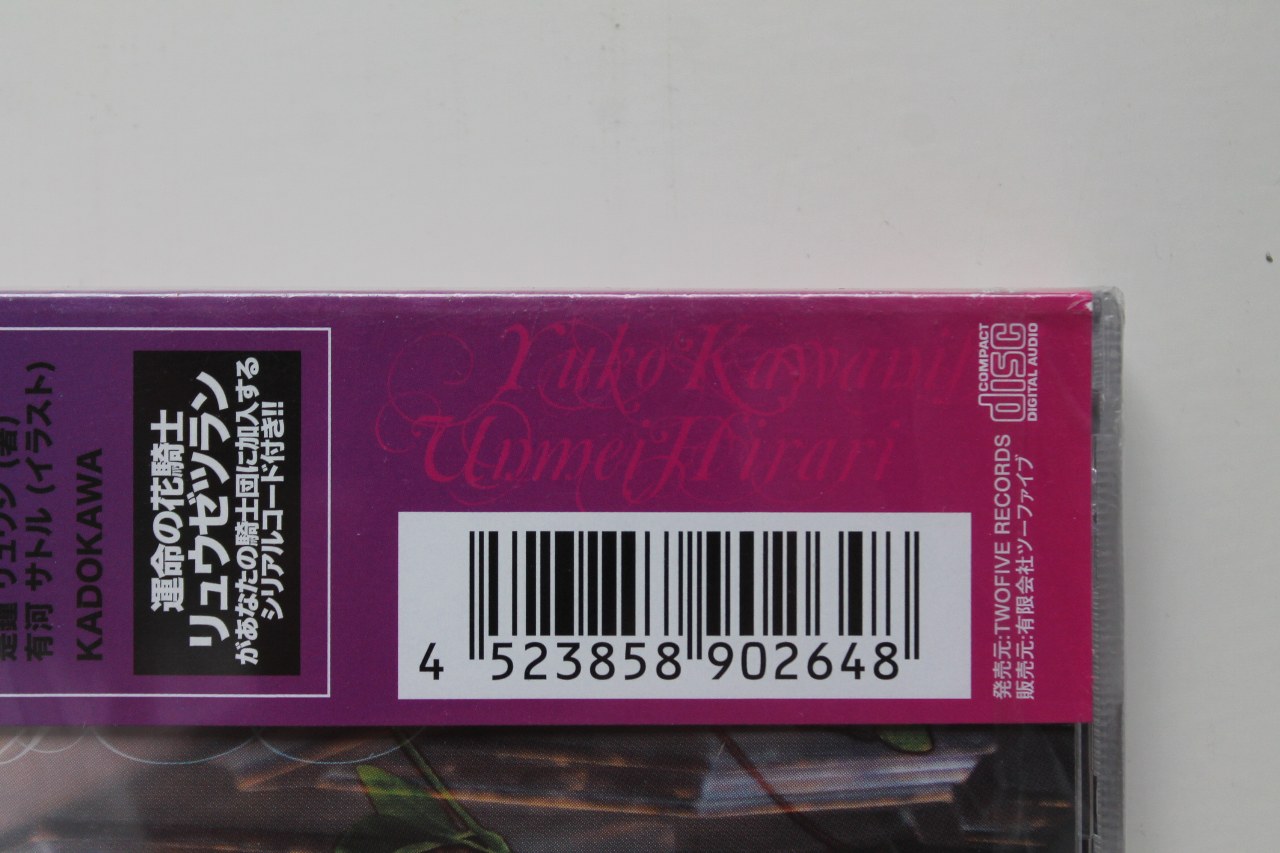 リュウジ (著)
有河 サトル (イラスト)
KADOKAWA
運命の花騎士
リュウゼツラン
があなたの騎士団に加入する
シリアルコード付き!!
Yuko Kawanij
Unmei Hirari
4 523858 902648
COMPACT
disc
DIGITAL AUDIO
発売元:TWOFIVE RECORDS
販売元:有限会社ツーファイブ